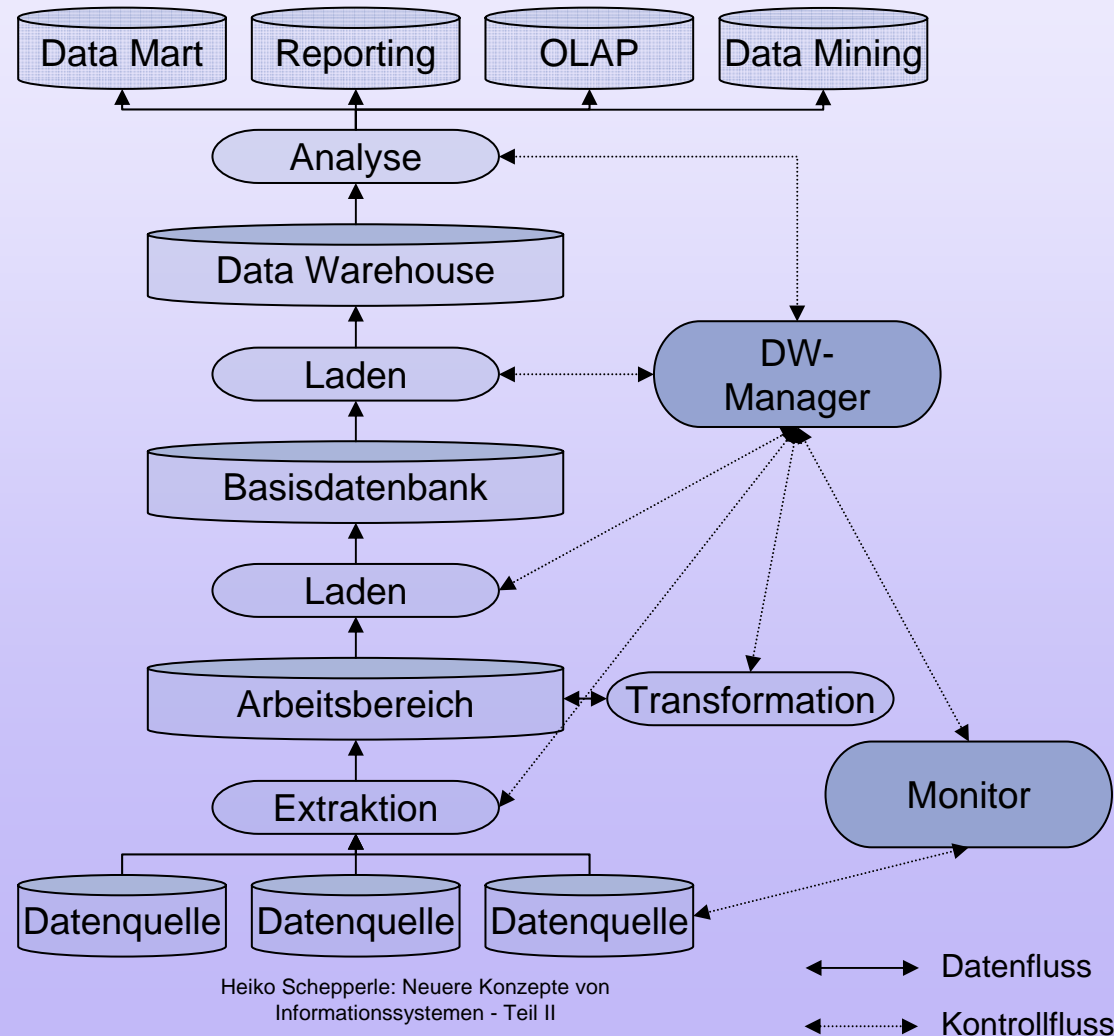 Data Mart
Reporting
OLAP
Data Mining
Analyse
Data Warehouse
Laden
DW-
Manager
Basisdatenbank
Laden
Arbeitsbereich
Transformation
Extraktion
Monitor
Datenquelle
Datenquelle
Datenquelle
Heiko Schepperle: Neuere Konzepte von
Informationssystemen - Teil II
Datenfluss
Kontrollfluss